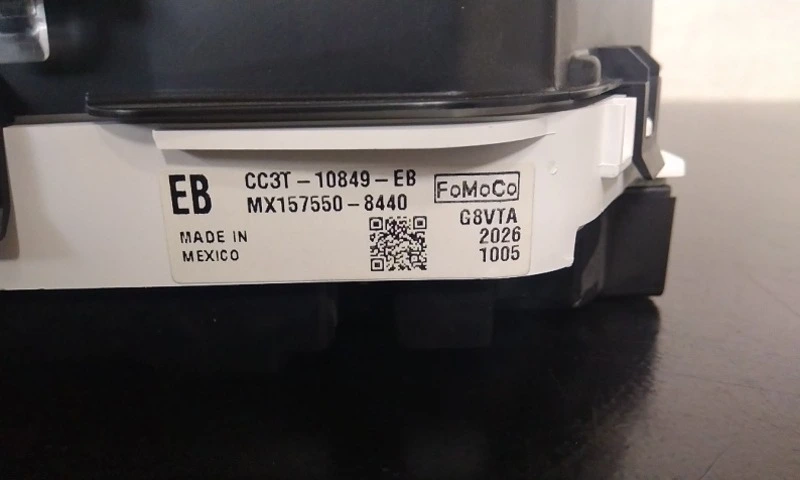 EB
CC3T-10849-EB
FoMoCo
MX157550-8440
G8VTA
MADE IN
MEXICO
2026
1005